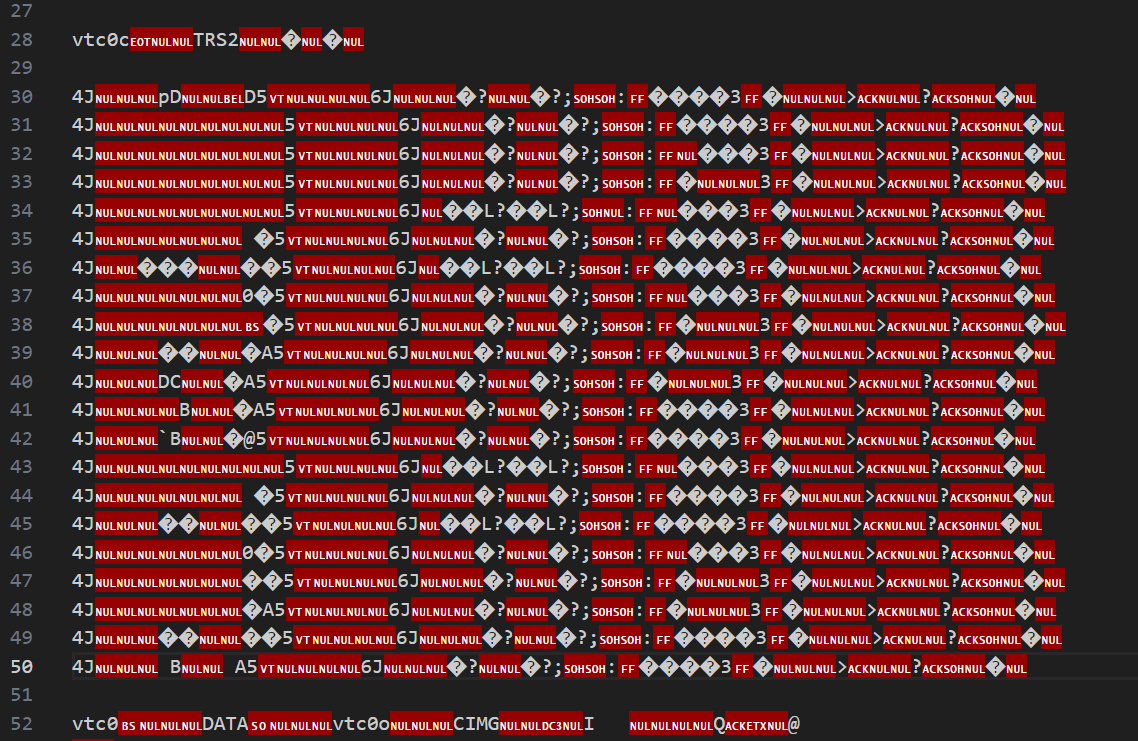 27
28 vtc0cEOTNULNULTRS2NULNUL�NUL�NUL
29
30 4JNULNULNULpDNULNULBELD5VTNULNULNULNUL6JNULNULNUL�?NULNUL�?;SOHSOH:FF����3FF�NULNULNUL>ACKNULNUL?ACKSOHNUL�NUL
31 4JNULNULNULNULNULNULNULNULNUL5VTNULNULNULNUL6JNULNULNUL�?NULNUL�?;SOHSOH:FF����3FF�NULNULNUL>ACKNULNUL?ACKSOHNUL�NUL
32 4JNULNULNULNULNULNULNULNULNUL5VTNULNULNULNUL6JNULNULNUL�?NULNUL�?;SOHSOH:FFNUL���3FF�NULNULNUL>ACKNULNUL?ACKSOHNUL�NUL
33 4JNULNULNULNULNULNULNULNULNUL5VTNULNULNULNUL6JNULNULNUL�?NULNUL�?;SOHSOH:FF�NULNULNUL3FF�NULNULNUL>ACKNULNUL?ACKSOHNUL�NUL
34 4JNULNULNULNULNULNULNULNULNUL5VTNULNULNULNUL6JNUL��L?��L?;SOHNUL:FFNUL���3FF�NULNULNUL>ACKNULNUL?ACKSOHNUL�NUL
35 4JNULNULNULNULNULNULNUL �5VTNULNULNULNUL6JNULNULNUL�?NULNUL�?;SOHSOH:FF����3FF�NULNULNUL>ACKNULNUL?ACKSOHNUL�NUL
36 4JNULNUL���NULNUL��5VTNULNULNULNUL6JNUL��L?��L?;SOHSOH:FF����3FF�NULNULNUL>ACKNULNUL?ACKSOHNUL�NUL
37 4JNULNULNULNULNULNULNUL0�5VTNULNULNULNUL6JNULNULNUL�?NULNUL�?;SOHSOH:FFNUL���3FF�NULNULNUL>ACKNULNUL?ACKSOHNUL�NUL
38 4JNULNULNULNULNULNULNULBS�5VTNULNULNULNUL6JNULNULNUL�?NULNUL�?;SOHSOH:FF�NULNULNUL3FF�NULNULNUL>ACKNULNUL?ACKSOHNUL�NUL
39 4JNULNULNUL��NULNUL�A5VTNULNULNULNUL6JNULNULNUL�?NULNUL�?;SOHSOH:FF�NULNULNUL3FF�NULNULNUL>ACKNULNUL?ACKSOHNUL�NUL
40 4JNULNULNULDCNULNUL�A5VTNULNULNULNUL6JNULNULNUL�?NULNUL�?;SOHSOH:FF�NULNULNUL3FF�NULNULNUL>ACKNULNUL?ACKSOHNUL�NUL
41 4JNULNULNULNULBNULNUL�A5VTNULNULNULNUL6JNULNULNUL�?NULNUL�?;SOHSOH:FF����3FF�NULNULNUL>ACKNULNUL?ACKSOHNUL�NUL
42 4JNULNULNUL`BNULNUL�@5VTNULNULNULNUL6JNULNULNUL�?NULNUL�?;SOHSOH:FF����3FF�NULNULNUL>ACKNULNUL?ACKSOHNUL�NUL
43 4JNULNULNULNULNULNULNULNULNUL5VTNULNULNULNUL6JNUL��L?��L?;SOHSOH:FFNUL���3FF�NULNULNUL>ACKNULNUL?ACKSOHNUL�NUL
44 4JNULNULNULNULNULNULNUL �5VTNULNULNULNUL6JNULNULNUL�?NULNUL�?;SOHSOH:FF����3FF�NULNULNUL>ACKNULNUL?ACKSOHNUL�NUL
45 4JNULNULNUL��NULNUL��5VTNULNULNULNUL6JNUL��L?��L?;SOHSOH:FF����3FF�NULNULNUL>ACKNULNUL?ACKSOHNUL�NUL
46 4JNULNULNULNULNULNULNUL0�5VTNULNULNULNUL6JNULNULNUL�?NULNUL�?;SOHSOH:FFNUL���3FF�NULNULNUL>ACKNULNUL?ACKSOHNUL�NUL
47 4JNULNULNULNULNULNULNUL��5VTNULNULNULNUL6JNULNULNUL�?NULNUL�?;SOHSOH:FF�NULNULNUL3FF�NULNULNUL>ACKNULNUL?ACKSOHNUL�NUL
48 4JNULNULNULNULNULNULNUL�A5VTNULNULNULNUL6JNULNULNUL�?NULNUL�?;SOHSOH:FF�NULNULNUL3FF�NULNULNUL>ACKNULNUL?ACKSOHNUL�NUL
49 4JNULNULNUL��NULNUL��5VTNULNULNULNUL6JNULNULNUL�?NULNUL�?;SOHSOH:FF����3FF�NULNULNUL>ACKNULNUL?ACKSOHNUL�NUL
50 4JNULNULNUL BNULNUL A5VTNULNULNULNUL6JNULNULNUL�?NULNUL�?;SOHSOH:FF����3FF�NULNULNUL>ACKNULNUL?ACKSOHNUL�NUL
51
52 vtc0BSNULNULNULDATASONULNULNULvtc0oNULNULNULCIMGNULNULDC3NULI   NULNULNULNULQACKETXNUL@